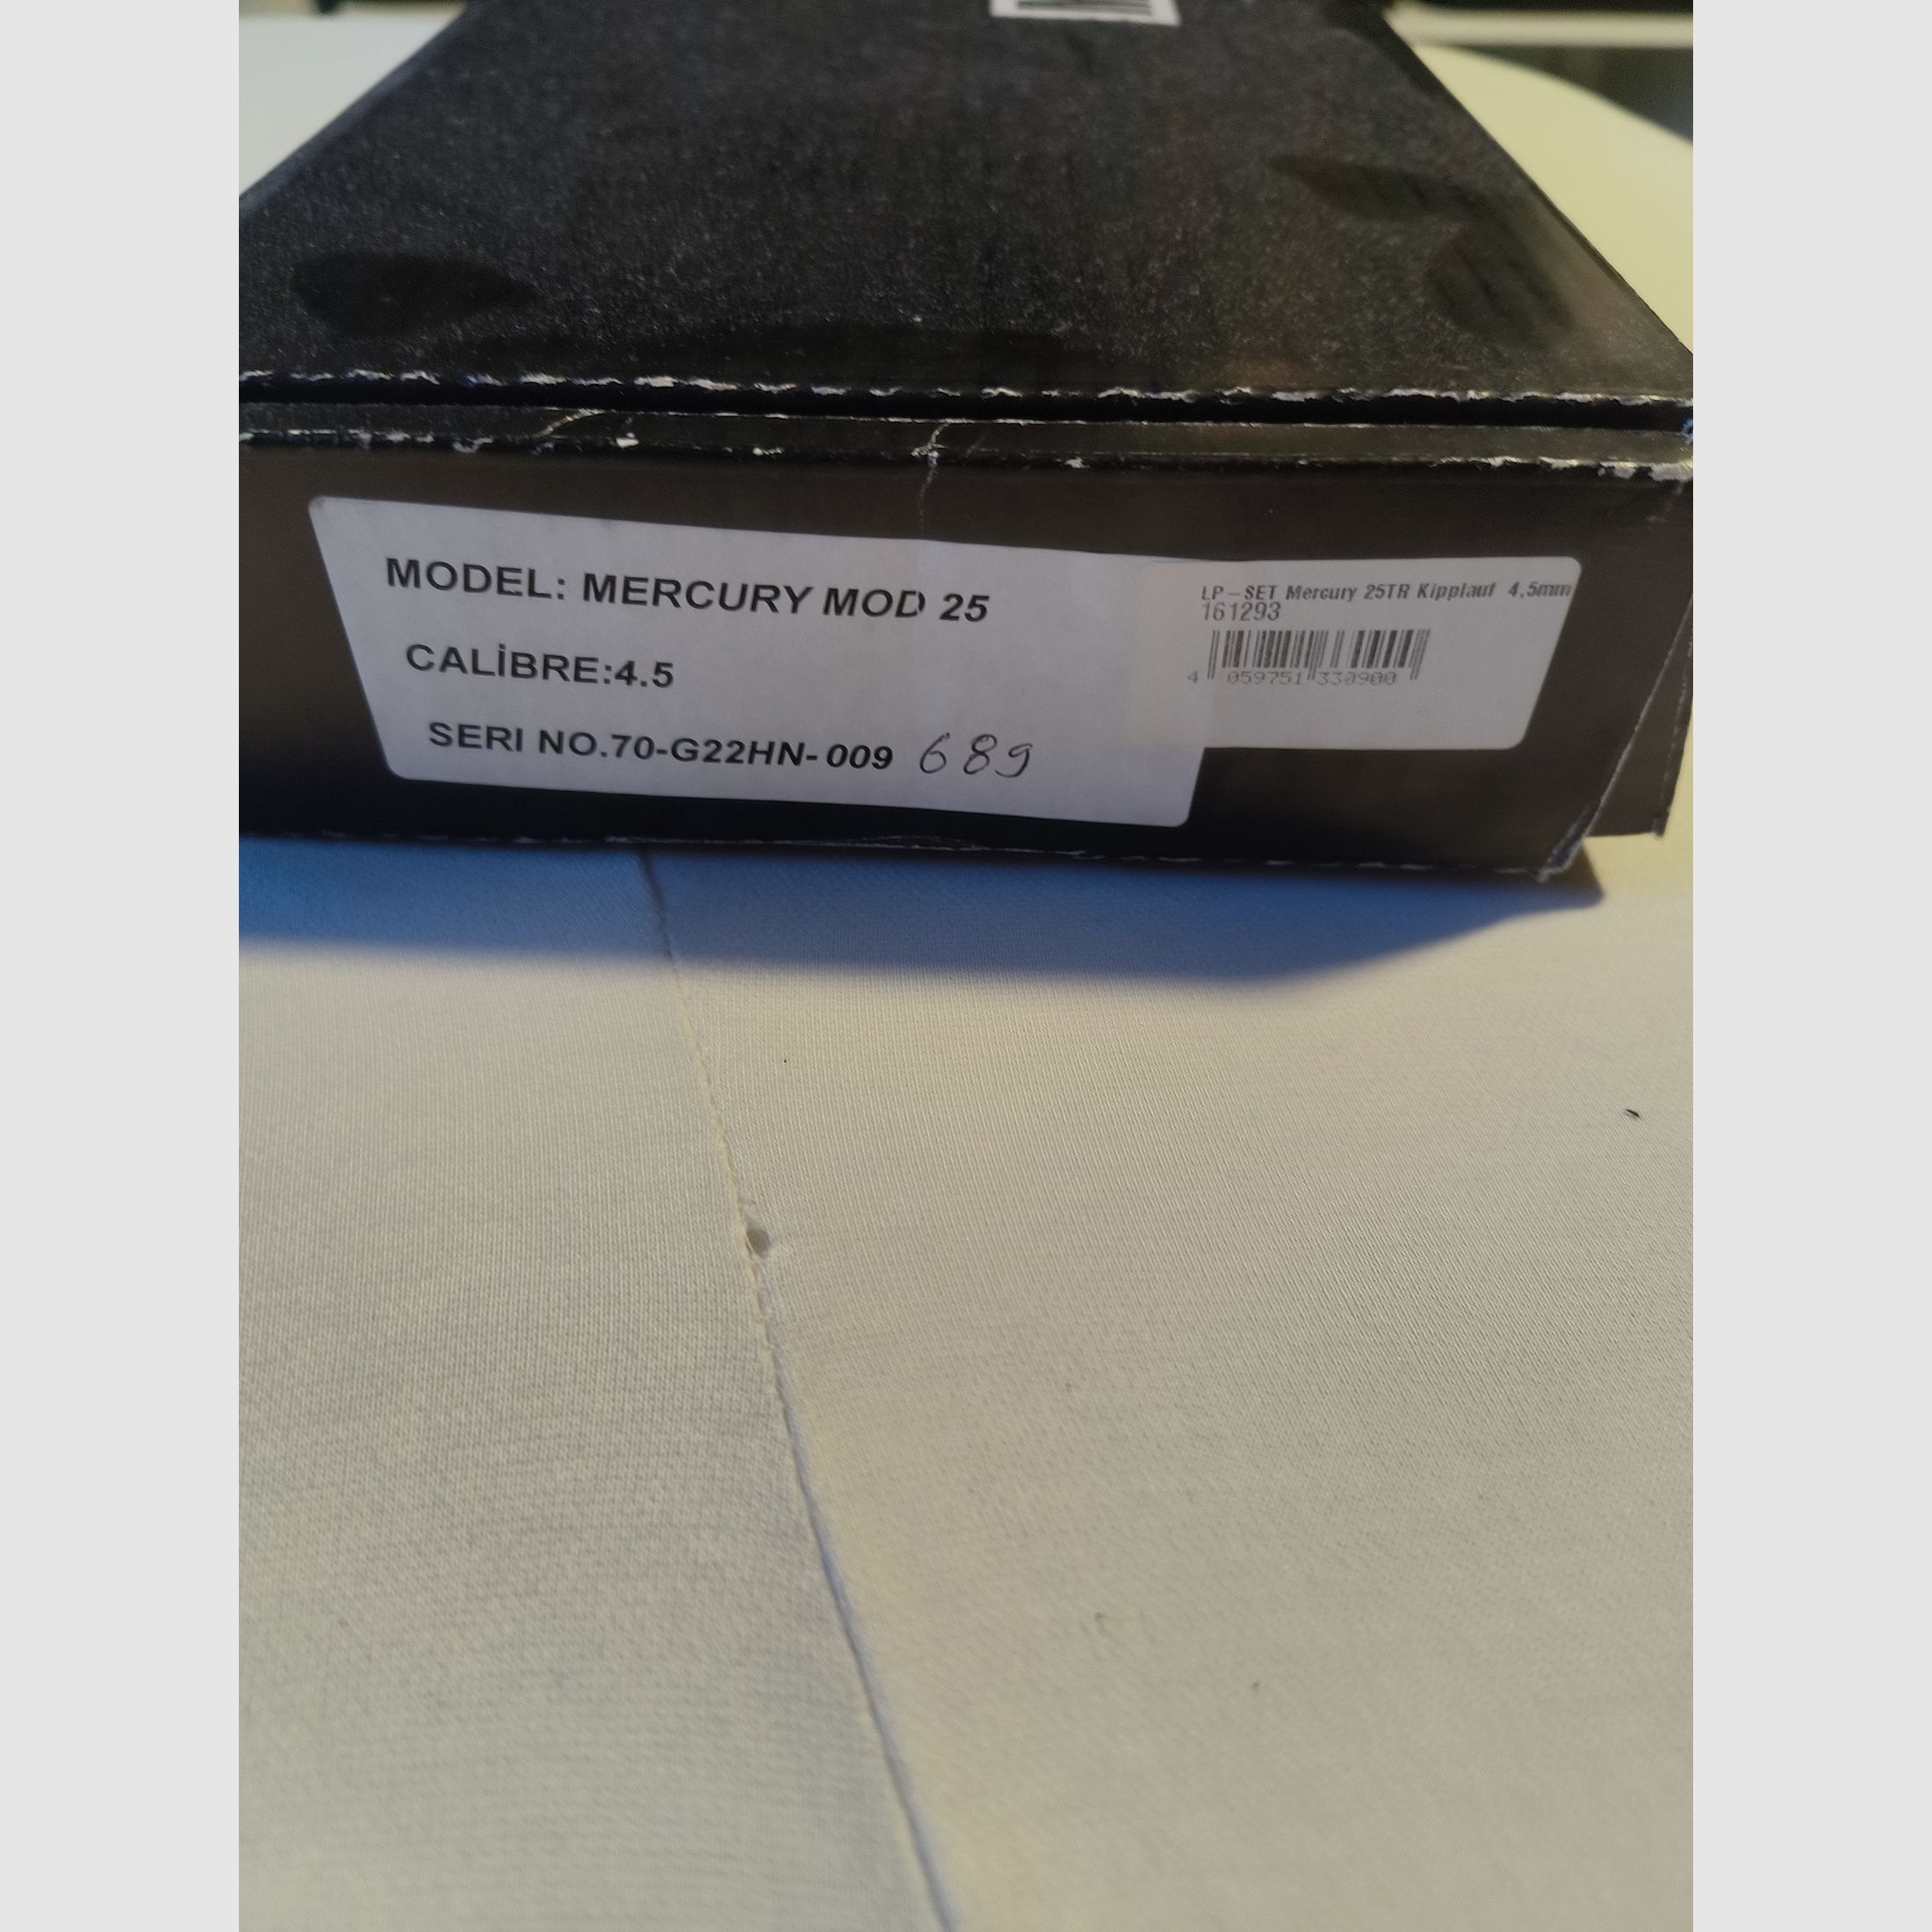 MODEL: MERCURY MOD 25
CALİBRE:4.5
SERI NO.70-G22HN-009 689
LP-SET Mercury 25TR Kipplauf 4,5mm
161293
4 059751 330900